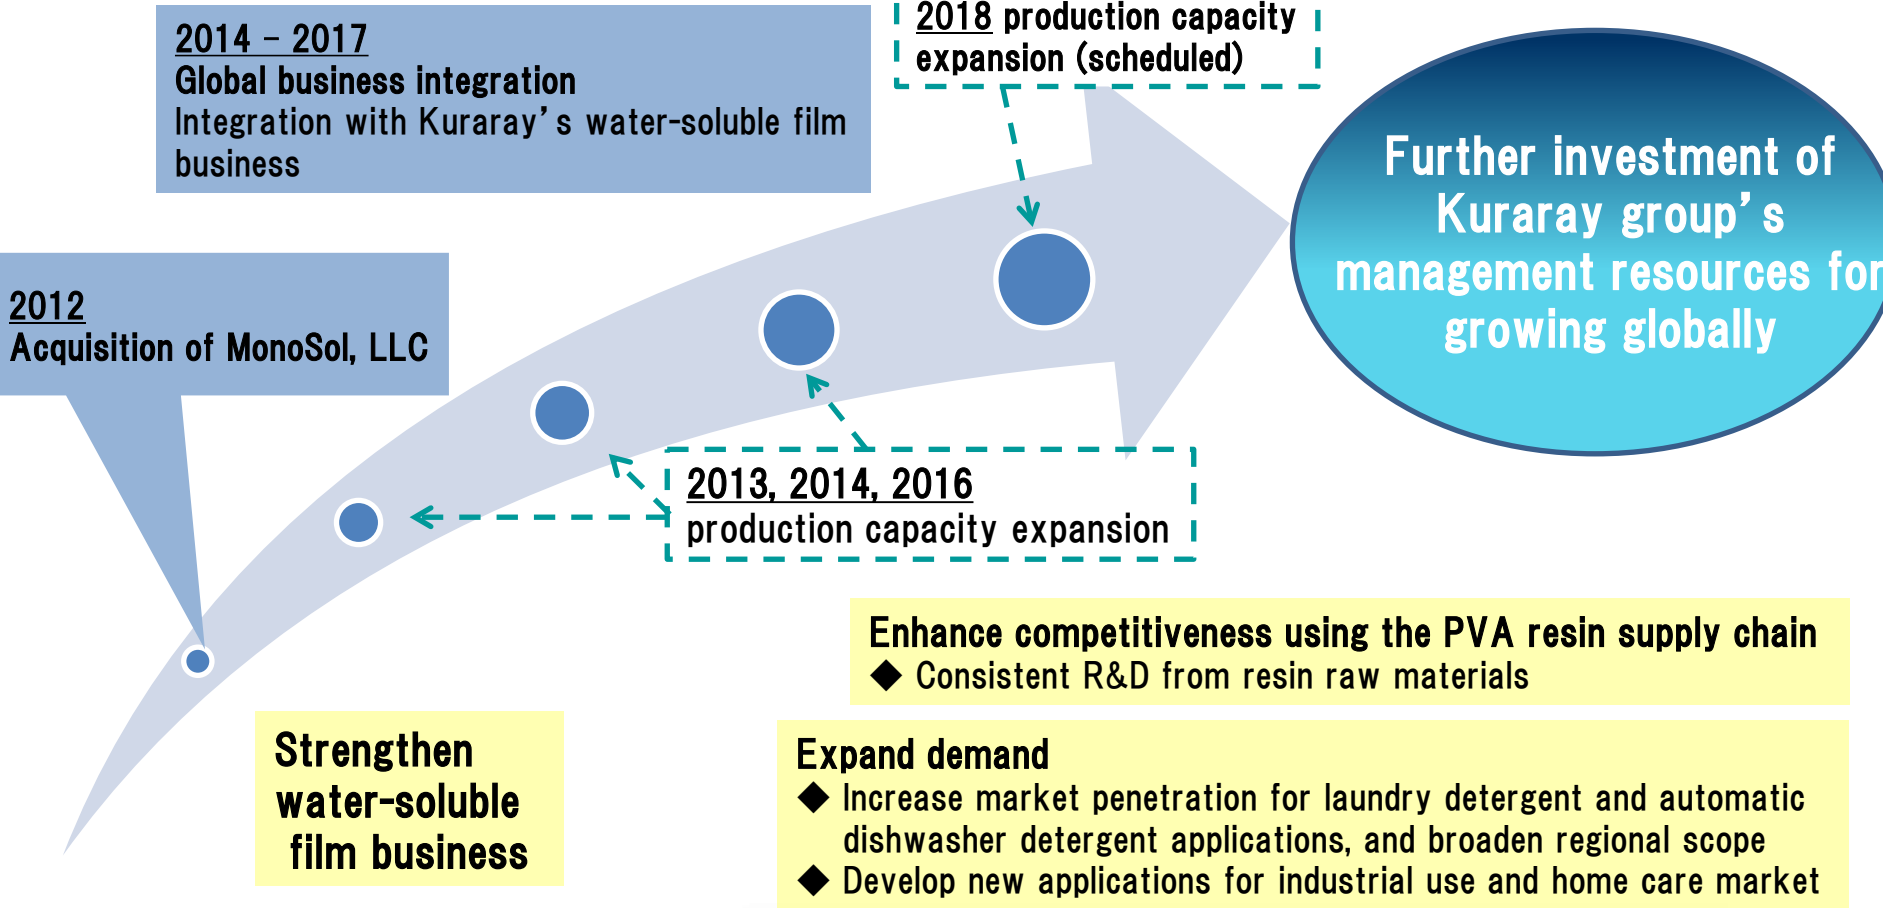 2014 – 2017
Global business integration
Integration with Kuraray’s water-soluble film
business
2018 production capacity
expansion (scheduled)
Further investment of
Kuraray group’s
management resources for
growing globally
2012
Acquisition of MonoSol, LLC
2013, 2014, 2016
production capacity expansion
Enhance competitiveness using the PVA resin supply chain
◆ Consistent R&D from resin raw materials
Strengthen
water-soluble
film business
Expand demand
◆ Increase market penetration for laundry detergent and automatic
dishwasher detergent applications, and broaden regional scope
◆ Develop new applications for industrial use and home care market